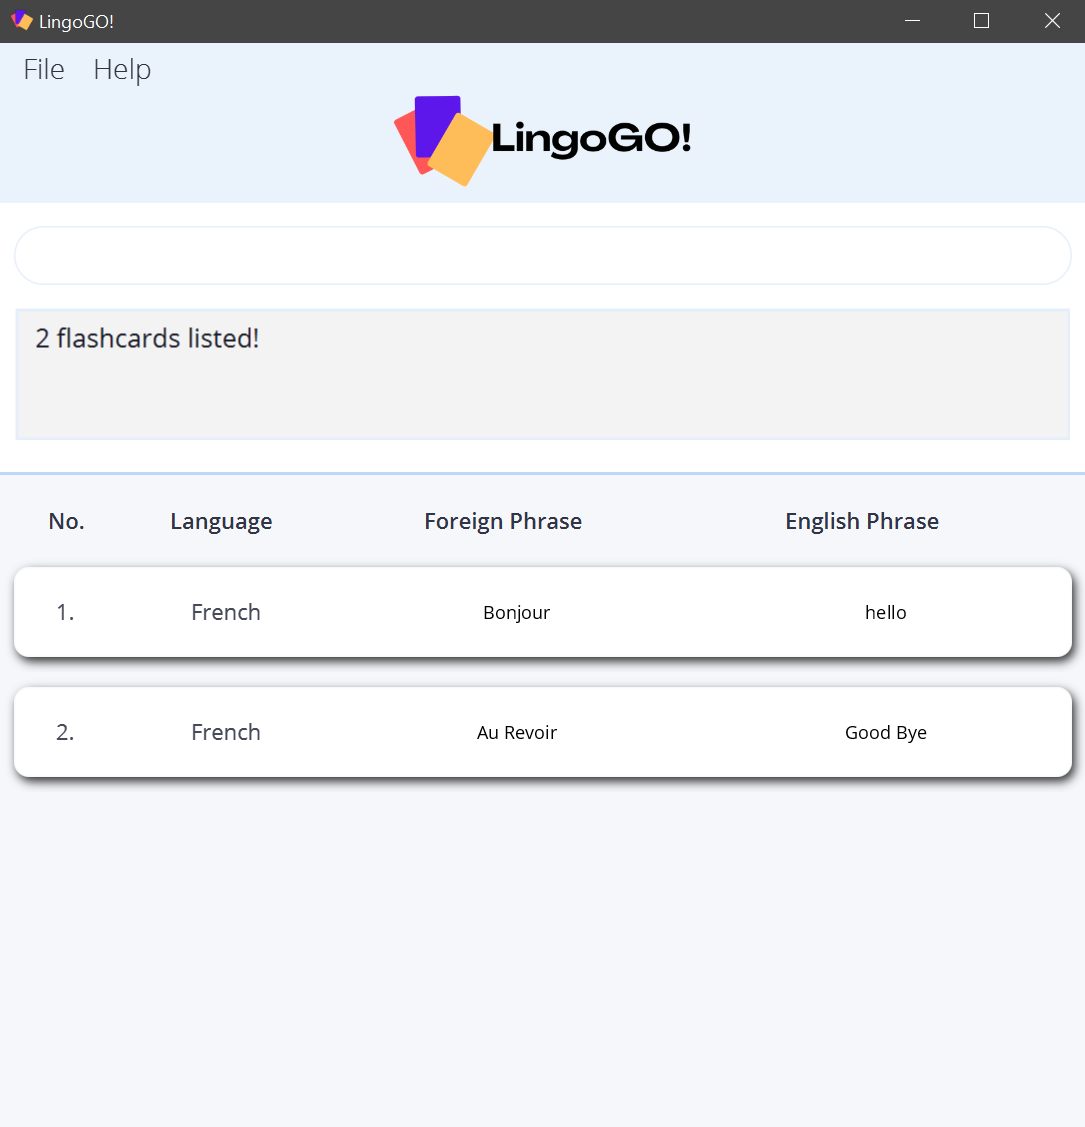 LingoGO!
File Help
LingoGO!
2 flashcards listed!
No. Language Foreign Phrase English Phrase
1. French Bonjour hello
2. French Au Revoir Good Bye